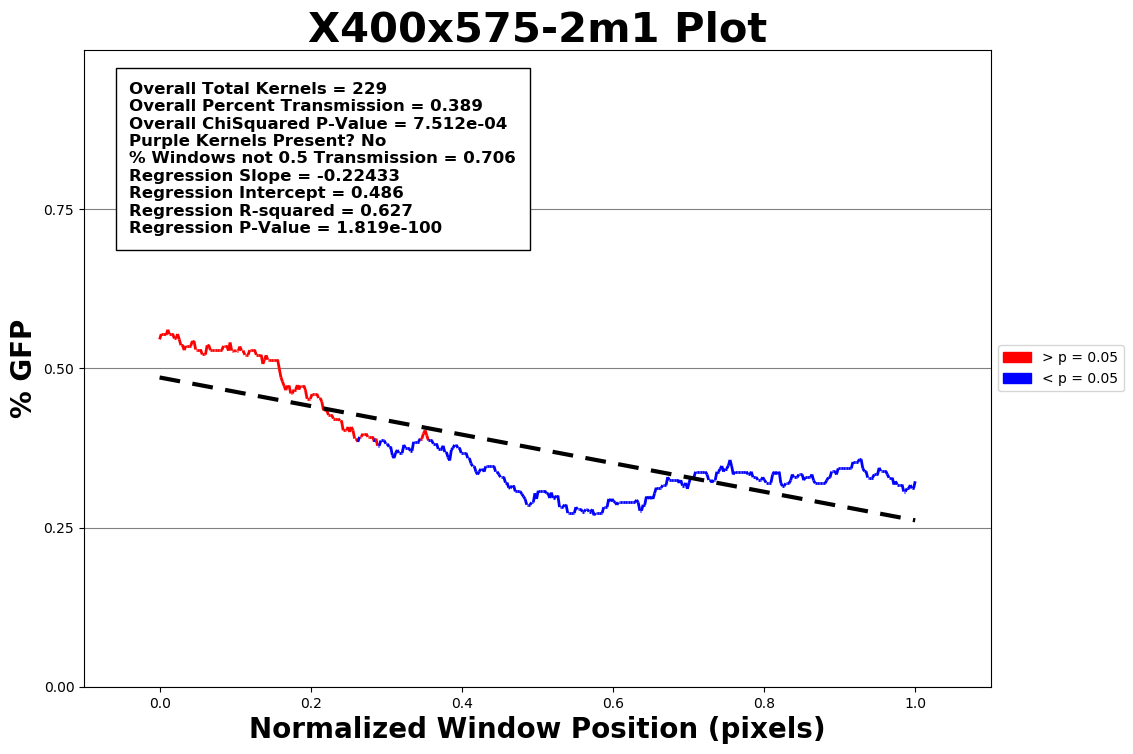 X400x575-2m1 Plot
Overall Total Kernels = 229
Overall Percent Transmission = 0.389
Overall ChiSquared P-Value = 7.512e-04
Purple Kernels Present? No
% Windows not 0.5 Transmission = 0.706
Regression Slope = -0.22433
Regression Intercept = 0.486
Regression R-squared = 0.627
Regression P-Value = 1.819e-100
0.75
0.50
0.25
0.00
% GFP
> p = 0.05
< p = 0.05
0.0 0.2 0.4 0.6 0.8 1.0
Normalized Window Position (pixels)